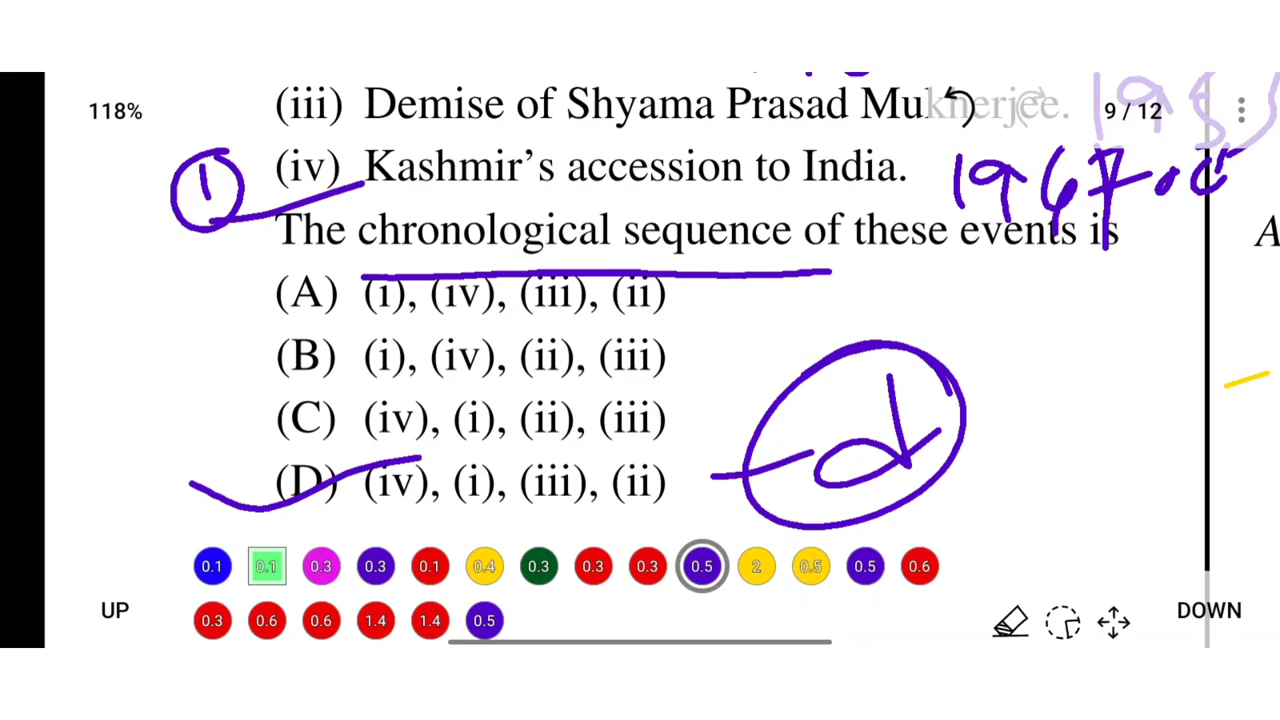 118%
(iii) Demise of Shyama Prasad Mukherjee.
9 / 12
1 (iv) Kashmir’s accession to India. 1947
The chronological sequence of these events is
A
(A) (i), (iv), (iii), (ii)
(B) (i), (iv), (ii), (iii)
(C) (iv), (i), (ii), (iii)
(D) (iv), (i), (iii), (ii)
d
0.1 0.1 0.3 0.3 0.1 0.4 0.3 0.3 0.3 0.5 2 0.5 0.5 0.6
UP
DOWN
0.3 0.6 0.6 1.4 1.4 0.5